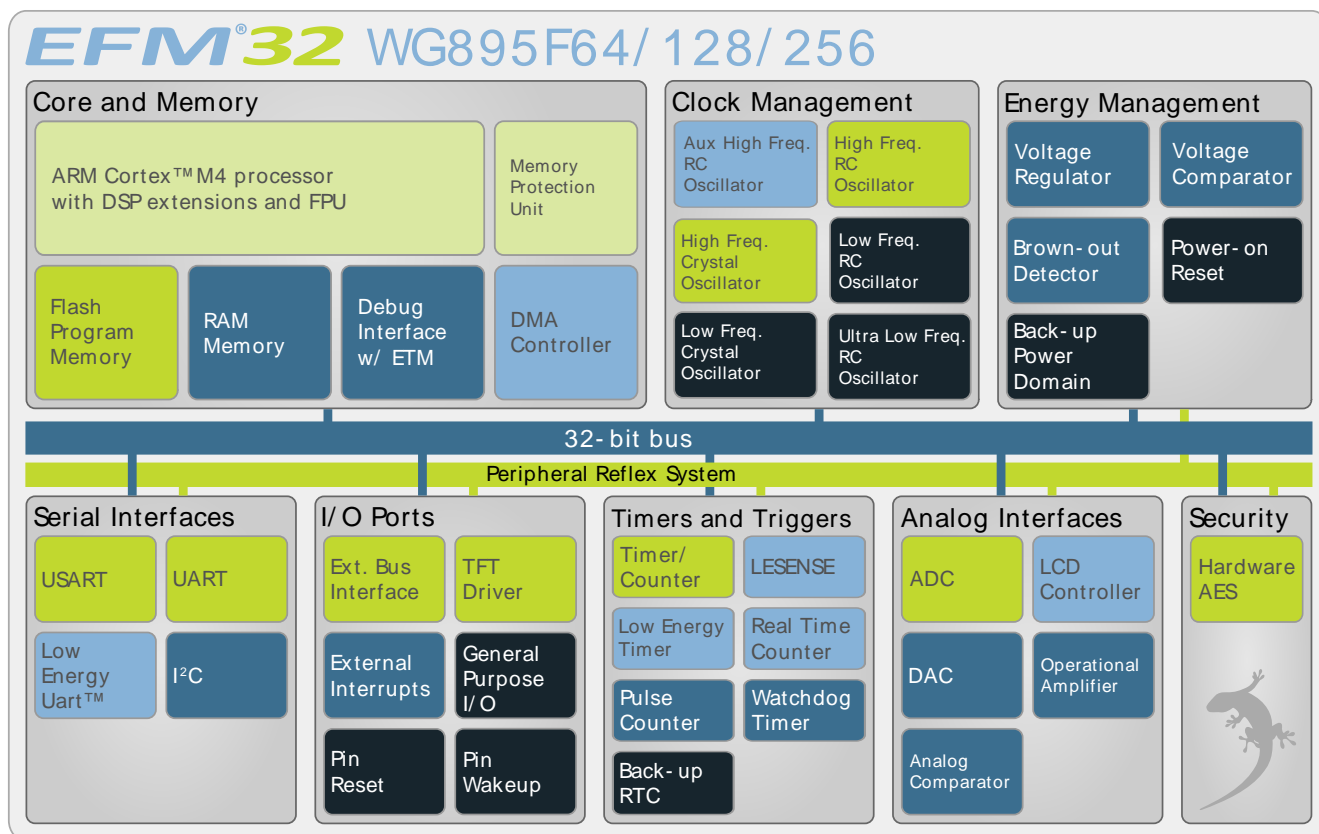 EFM®32 WG895F64/128/256
Core and Memory
ARM Cortex™ M4 processor
with DSP extensions and FPU
Memory
Protection
Unit
Flash
Program
Memory
RAM
Memory
Debug
Interface
w/ ETM
DMA
Controller
Clock Management
Aux High Freq.
RC
Oscillator
High Freq.
RC
Oscillator
High Freq.
Crystal
Oscillator
Low Freq.
RC
Oscillator
Low Freq.
Crystal
Oscillator
Ultra Low Freq.
RC
Oscillator
Energy Management
Voltage
Regulator
Voltage
Comparator
Brown-out
Detector
Power-on
Reset
Back-up
Power
Domain
32-bit bus
Peripheral Reflex System
Serial Interfaces
USART
UART
Low
Energy
Uart™
I²C
I/O Ports
Ext. Bus
Interface
TFT
Driver
External
Interrupts
General
Purpose
I/O
Pin
Reset
Pin
Wakeup
Timers and Triggers
Timer/
Counter
LESENSE
Low Energy
Timer
Real Time
Counter
Pulse
Counter
Watchdog
Timer
Back-up
RTC
Analog Interfaces
ADC
LCD
Controller
DAC
Operational
Amplifier
Analog
Comparator
Security
Hardware
AES